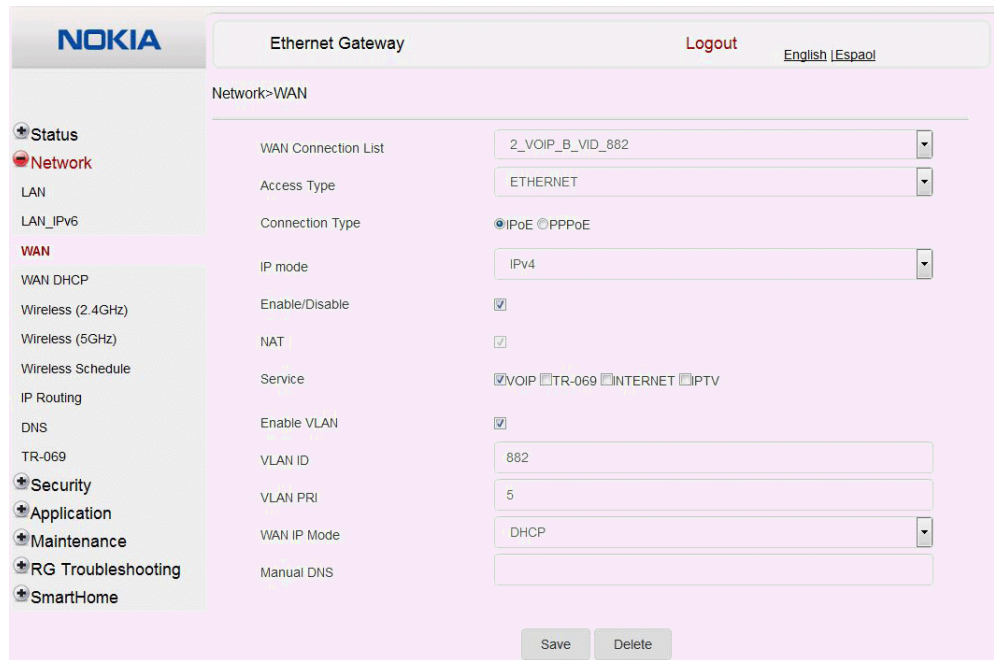 NOKIA
Ethernet Gateway
Logout
English | Espaol
Network>WAN
Status
Network
LAN
LAN_IPv6
WAN
WAN DHCP
Wireless (2.4GHz)
Wireless (5GHz)
Wireless Schedule
IP Routing
DNS
TR-069
Security
Application
Maintenance
RG Troubleshooting
SmartHome
WAN Connection List 2_VOIP_B_VID_882
Access Type ETHERNET
Connection Type IPoE PPPoE
IP mode IPv4
Enable/Disable
NAT
Service VOIP TR-069 INTERNET IPTV
Enable VLAN
VLAN ID 882
VLAN PRI 5
WAN IP Mode DHCP
Manual DNS
Save Delete